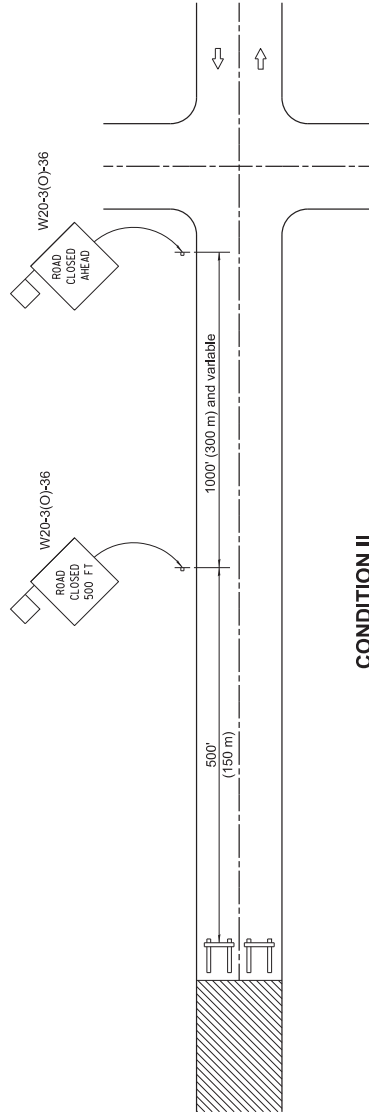 W20-3(O)-36
ROAD
CLOSED
500 FT
W20-3(O)-36
ROAD
CLOSED
AHEAD
500'
(150 m)
1000' (300 m) and variable
CONDITION II